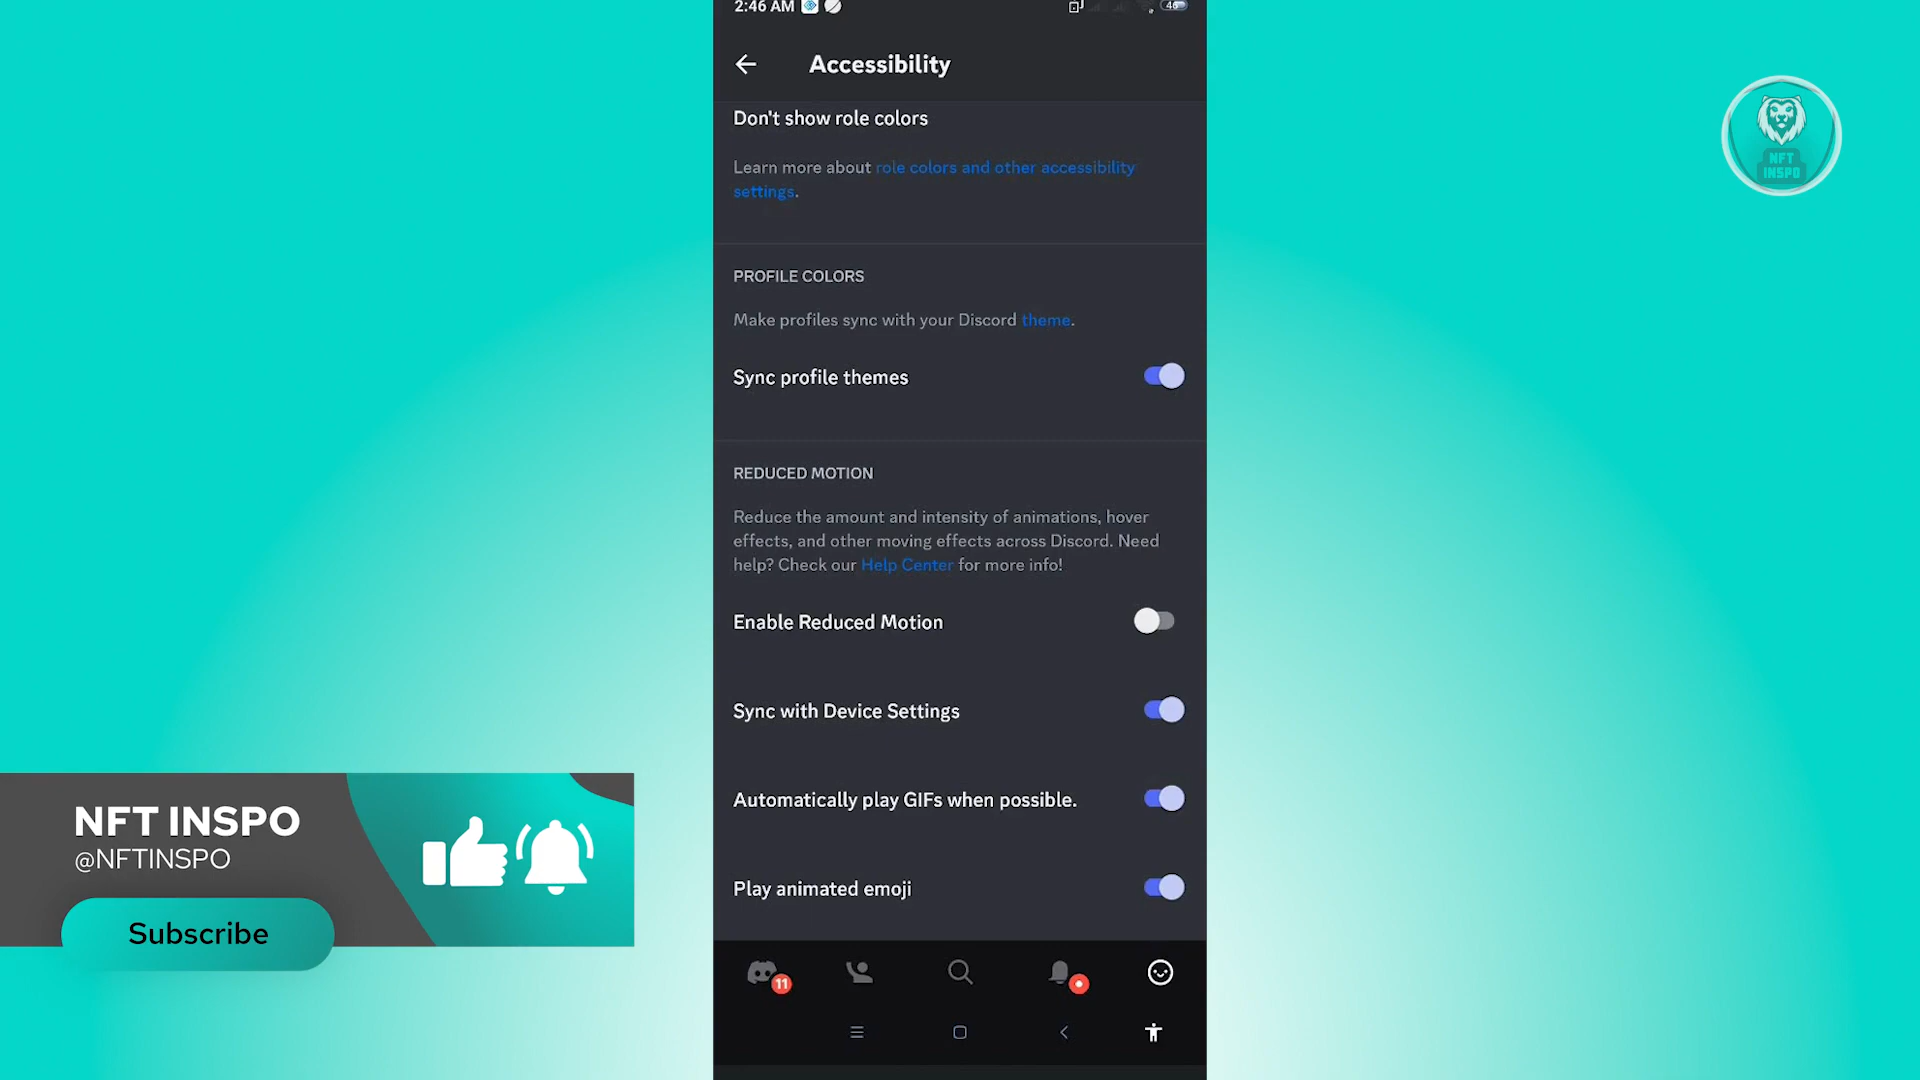 2:46 AM
46
Accessibility
Don't show role colors
Learn more about role colors and other accessibility
settings.
PROFILE COLORS
Make profiles sync with your Discord theme.
Sync profile themes
REDUCED MOTION
Reduce the amount and intensity of animations, hover
effects, and other moving effects across Discord. Need
help? Check our Help Center for more info!
Enable Reduced Motion
Sync with Device Settings
Automatically play GIFs when possible.
Play animated emoji
11
NFT
INSPO
NFT INSPO
@NFTINSPO
Subscribe